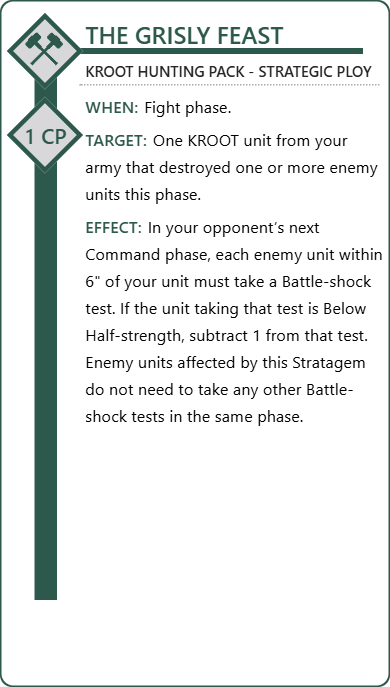 THE GRISLY FEAST
KROOT HUNTING PACK - STRATEGIC PLOY
1 CP
WHEN: Fight phase.
TARGET: One KROOT unit from your
army that destroyed one or more enemy
units this phase.
EFFECT: In your opponent’s next
Command phase, each enemy unit within
6" of your unit must take a Battle-shock
test. If the unit taking that test is Below
Half-strength, subtract 1 from that test.
Enemy units affected by this Stratagem
do not need to take any other Battle-
shock tests in the same phase.